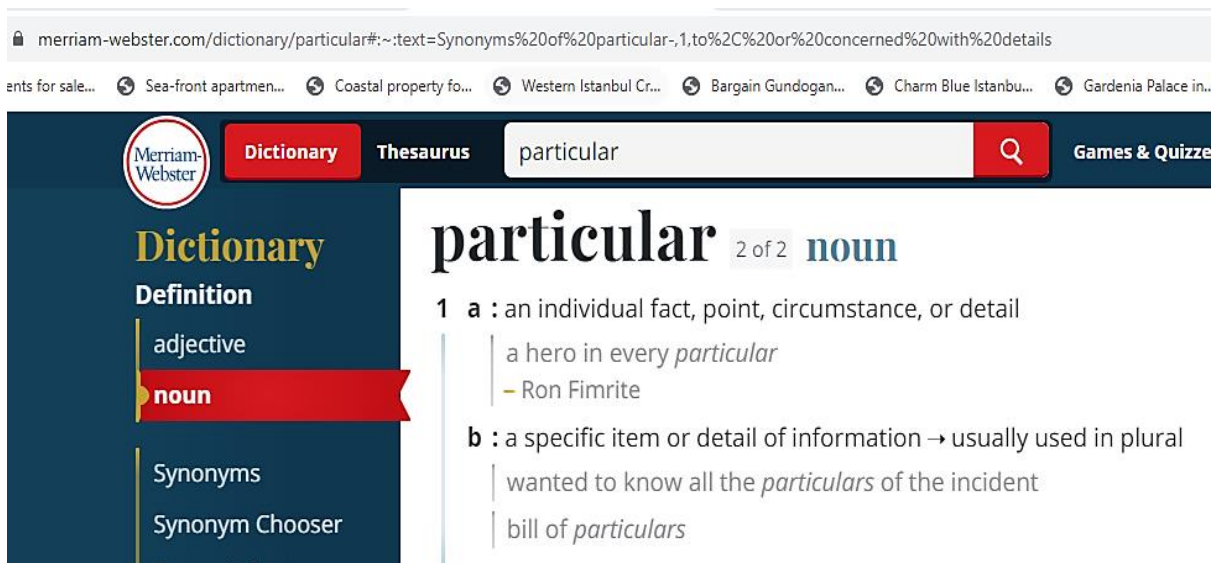 merriam-webster.com/dictionary/particular#:~:text=Synonyms%20of%20particular-,1,to%2C%20or%20concerned%20with%20details
ents for sale... Sea-front apartmen... Coastal property fo... Western Istanbul Cr... Bargain Gundogan... Charm Blue Istanbu... Gardenia Palace in...
Merriam-
Webster
Dictionary Thesaurus particular Games & Quizze
Dictionary
Definition
adjective
noun
Synonyms
Synonym Chooser
particular 2 of 2 noun
1 a : an individual fact, point, circumstance, or detail
a hero in every particular
– Ron Fimrite
b : a specific item or detail of information → usually used in plural
wanted to know all the particulars of the incident
bill of particulars